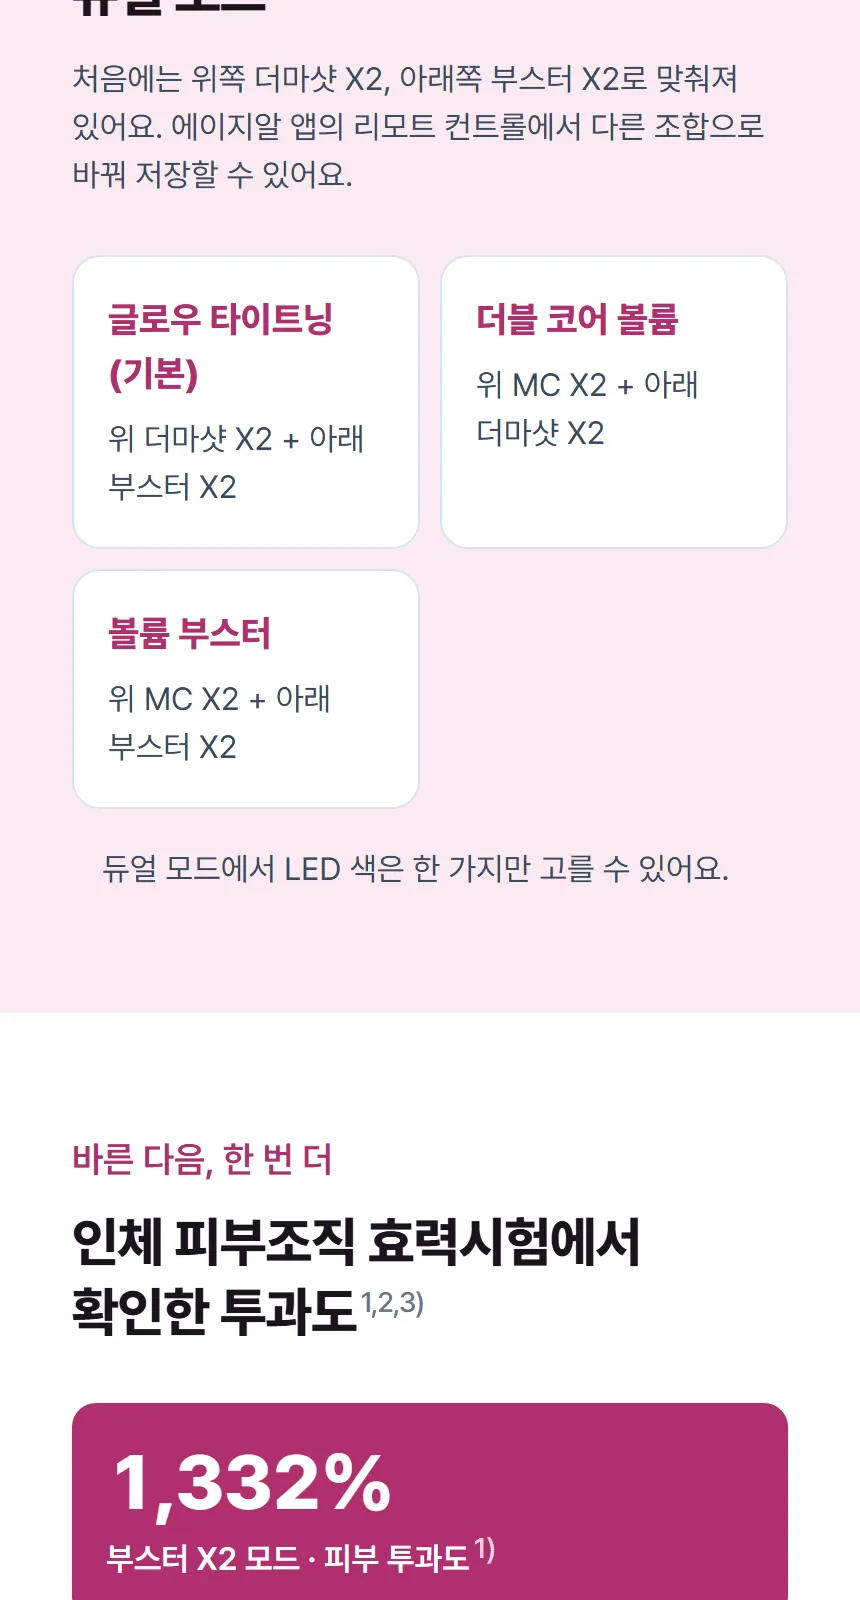 듀얼 모드
처음에는 위쪽 더마샷 X2, 아래쪽 부스터 X2로 맞춰져
있어요. 에이지알 앱의 리모트 컨트롤에서 다른 조합으로
바꿔 저장할 수 있어요.
글로우 타이트닝
(기본)
위 더마샷 X2 + 아래
부스터 X2
더블 코어 볼륨
위 MC X2 + 아래
더마샷 X2
볼륨 부스터
위 MC X2 + 아래
부스터 X2
듀얼 모드에서 LED 색은 한 가지만 고를 수 있어요.
바른 다음, 한 번 더
인체 피부조직 효력시험에서
확인한 투과도 1,2,3)
1,332%
부스터 X2 모드 · 피부 투과도 1)